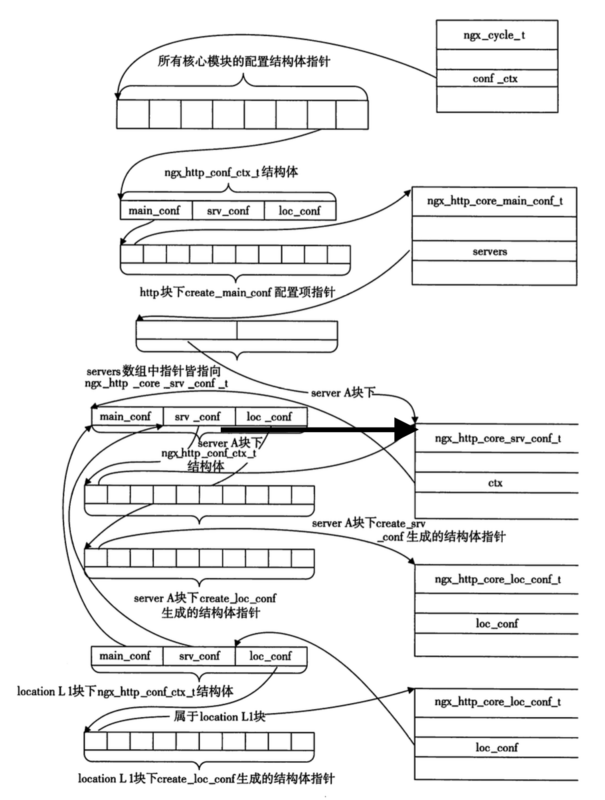 ngx_cycle_t
所有核心模块的配置结构体指针
conf _ctx
ngx_http_conf_ctx_t 结构体
ngx_http_core_main_conf_t
main_conf
srv_conf
loc_conf
servers
http块下create_main_conf 配置项指针
servers数组中指针皆指向
ngx_http _core _srv _conf _t
server A块下
main_conf
srv _conf
loc _conf
ngx_http_core_srv_conf_t
server A块下
ngx_http_conf_ctx_t
结构体
ctx
server A块下create_srv
_conf 生成的结构体指针
ngx_http_core_loc_conf_t
server A块下create_loc_conf
生成的结构体指针
loc_conf
main_conf
srv_conf
loc_conf
location L 1块下ngx_http_conf_ctx_t结构体
ngx_http_core_loc_conf_t
属于location L1块
loc_conf
location L 1块下create_loc_conf生成的结构体指针